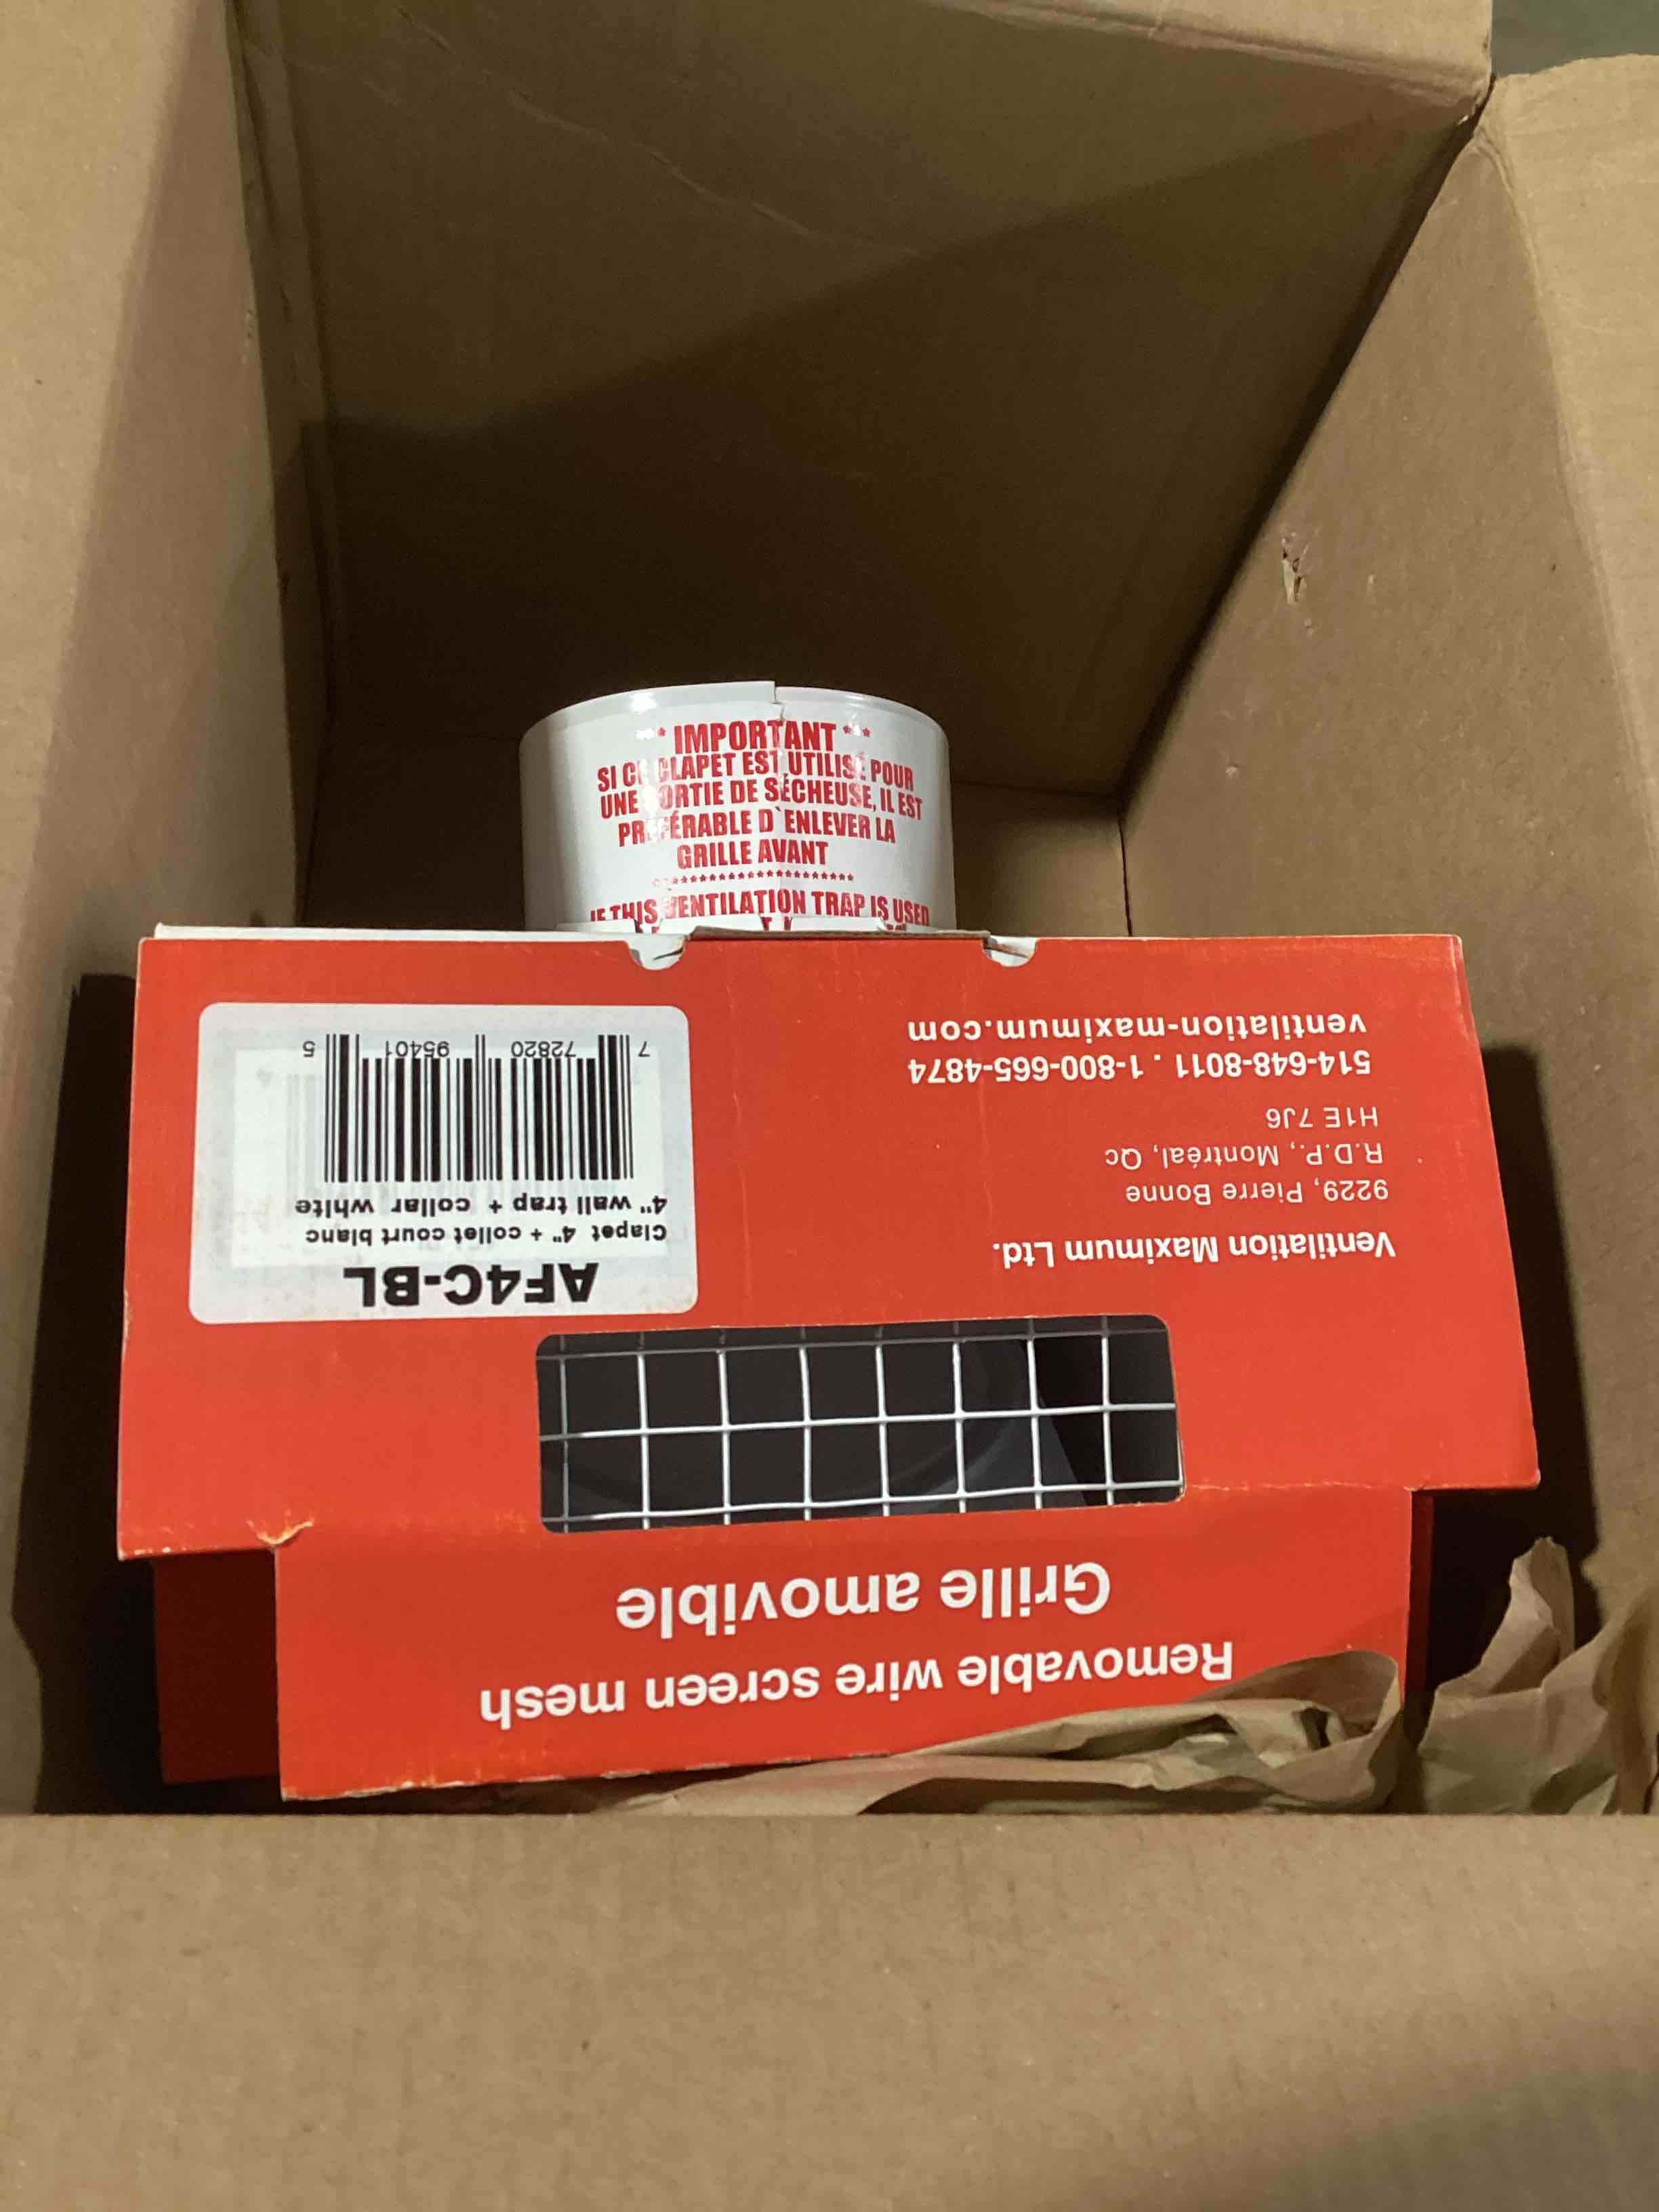 *** IMPORTANT ***
SI CE CLAPET EST UTILISÉ POUR
UNE SORTIE DE SÉCHEUSE, IL EST
PRÉFÉRABLE D`ENLEVER LA
GRILLE AVANT
IF THIS VENTILATION TRAP IS USED
Removable wire screen mesh
Grille amovible
Ventilation Maximum Ltd.
9229, Pierre Bonne
R.D.P., Montréal, Qc
H1E 7J6
514-648-8011 . 1-800-665-4874
ventilation-maximum.com
AF4C-BL
Clapet 4" + collet court blanc
4" wall trap + collar white
7 72820 95401 5